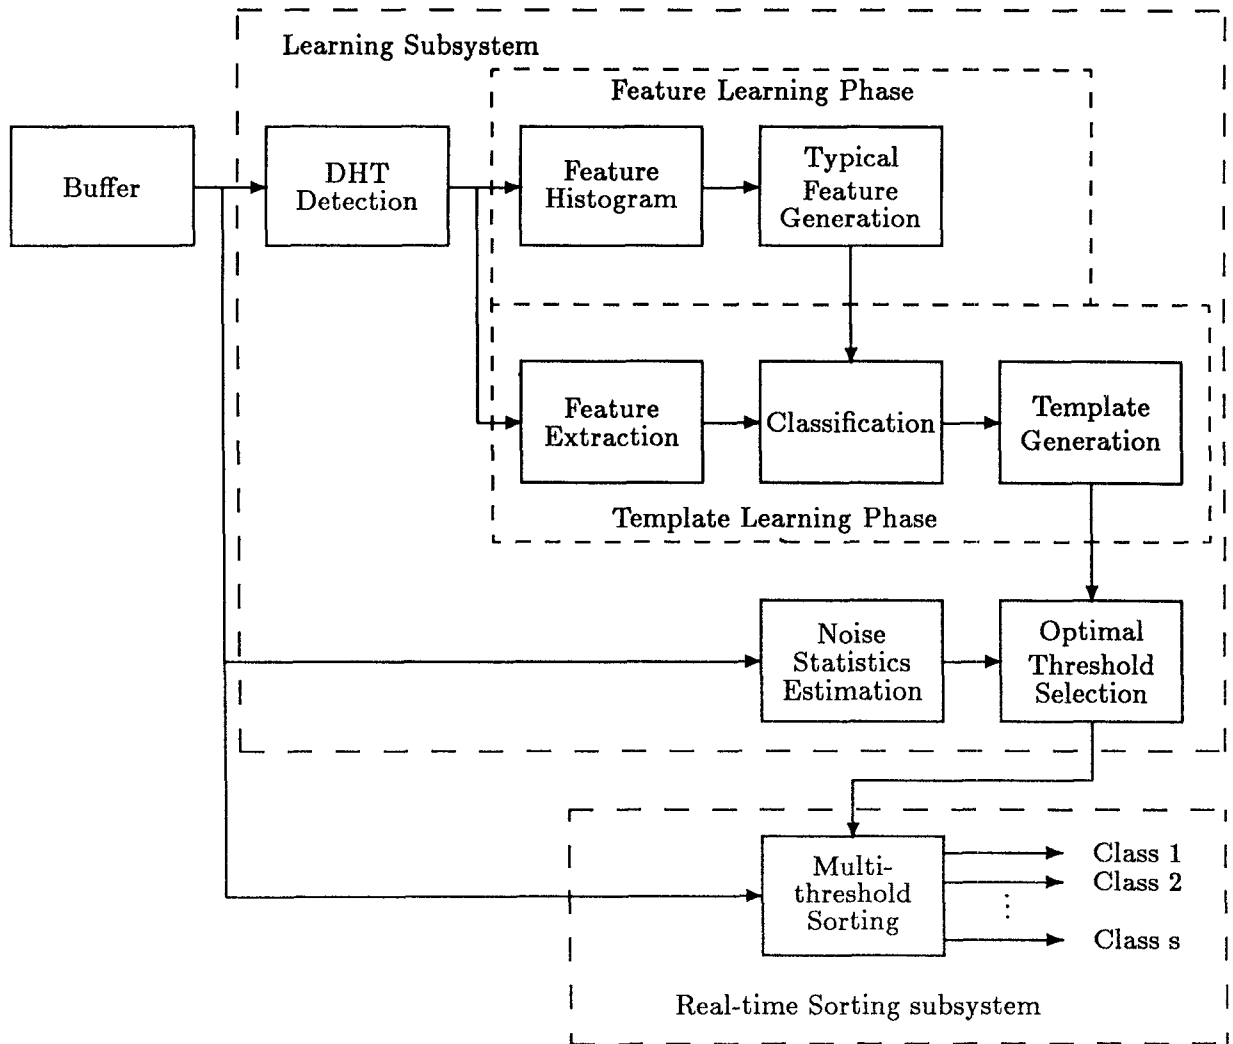 Learning Subsystem
Feature Learning Phase
Buffer
DHT
Detection
Feature
Histogram
Typical
Feature
Generation
Feature
Extraction
Classification
Template
Generation
Template Learning Phase
Noise
Statistics
Estimation
Optimal
Threshold
Selection
Multi-
threshold
Sorting
Class 1
Class 2
⋮
Class s
Real-time Sorting subsystem